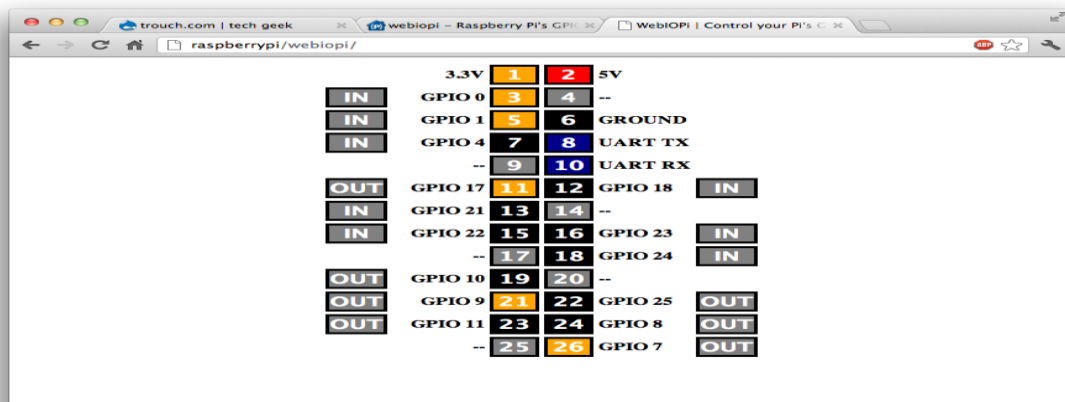 trouch.com | tech geek
webiopi – Raspberry Pi's GPIO
WebIOPi | Control your Pi's G
raspberrypi/webiopi/
ABP
3.3V 1 2 5V
IN GPIO 0 3 4 --
IN GPIO 1 5 6 GROUND
IN GPIO 4 7 8 UART TX
-- 9 10 UART RX
OUT GPIO 17 11 12 GPIO 18 IN
IN GPIO 21 13 14 --
IN GPIO 22 15 16 GPIO 23 IN
-- 17 18 GPIO 24 IN
OUT GPIO 10 19 20 --
OUT GPIO 9 21 22 GPIO 25 OUT
OUT GPIO 11 23 24 GPIO 8 OUT
-- 25 26 GPIO 7 OUT